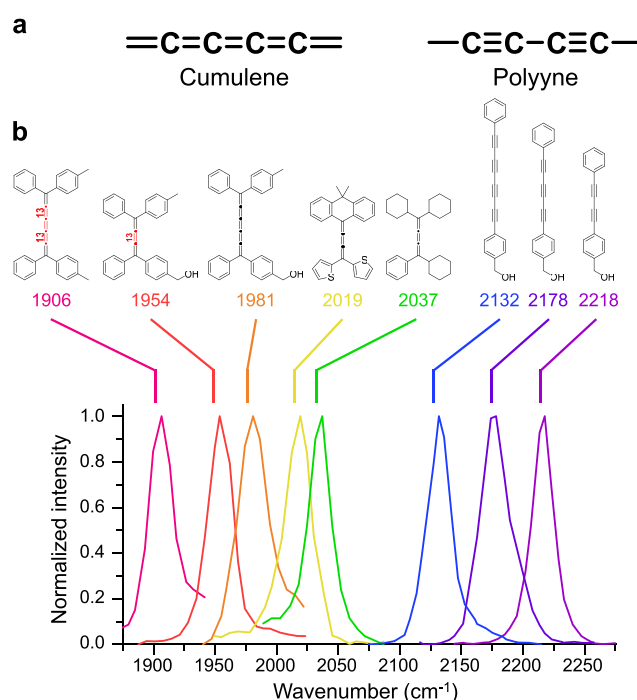 a
=C=C=C=C=
Cumulene
—C≡C—C≡C—
Polyyne
b
13
13
13
OH
OH
S
S
OH
OH
OH
1906
1954
1981
2019
2037
2132
2178
2218
Normalized intensity
1.0
0.8
0.6
0.4
0.2
0.0
1900
1950
2000
2050
2100
2150
2200
2250
Wavenumber (cm⁻¹)